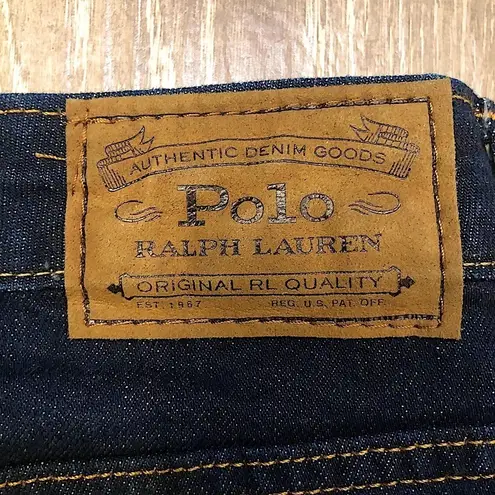 AUTHENTIC DENIM GOODS
Polo
RALPH LAUREN
ORIGINAL RL QUALITY
EST. 1967 REG. U.S. PAT. OFF.